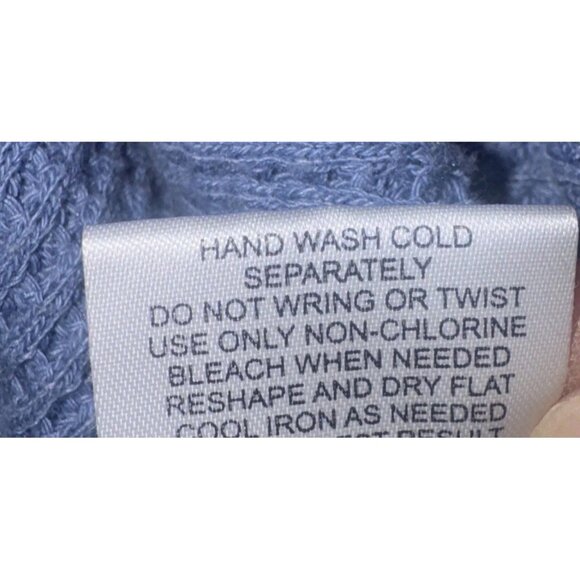 HAND WASH COLD
SEPARATELY
DO NOT WRING OR TWIST
USE ONLY NON-CHLORINE
BLEACH WHEN NEEDED
RESHAPE AND DRY FLAT
COOL IRON AS NEEDED
RESULT